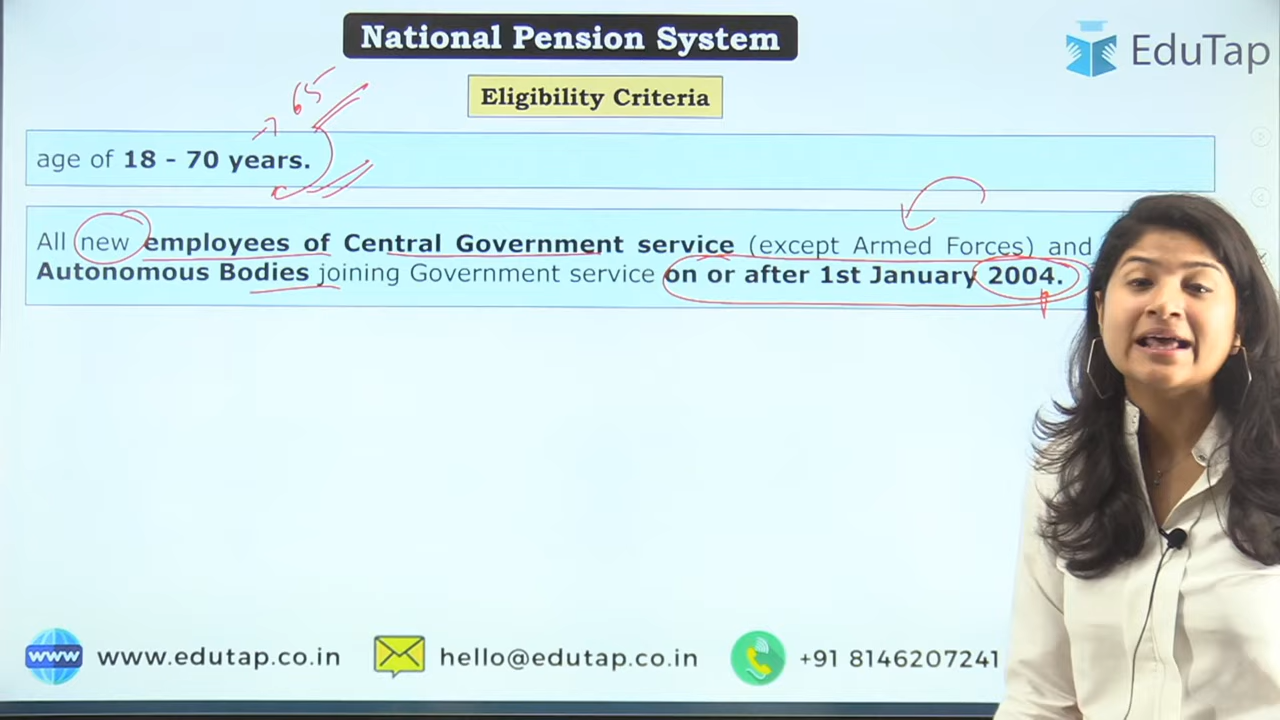 National Pension System
EduTap
Eligibility Criteria
65
age of 18 - 70 years.
All new employees of Central Government service (except Armed Forces) and
Autonomous Bodies joining Government service on or after 1st January 2004.
www www.edutap.co.in hello@edutap.co.in +91 8146207241